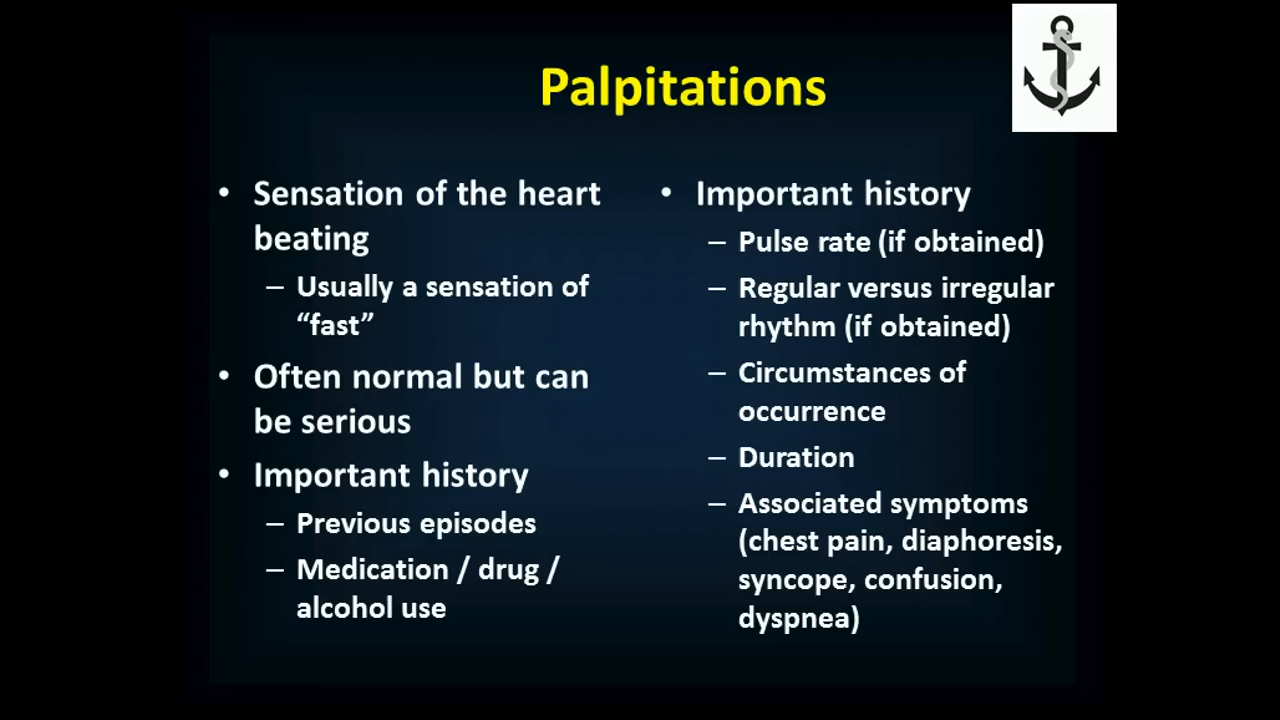 Palpitations
• Sensation of the heart
beating
– Usually a sensation of
“fast”
• Often normal but can
be serious
• Important history
– Previous episodes
– Medication / drug /
alcohol use
• Important history
– Pulse rate (if obtained)
– Regular versus irregular
rhythm (if obtained)
– Circumstances of
occurrence
– Duration
– Associated symptoms
(chest pain, diaphoresis,
syncope, confusion,
dyspnea)